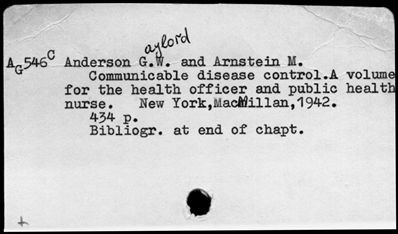 aylord
AG546C Anderson G.W. and Arnstein M.
Communicable disease control.A volume
for the health officer and public health
nurse. New York,MacMillan,1942.
434 p.
Bibliogr. at end of chapt.